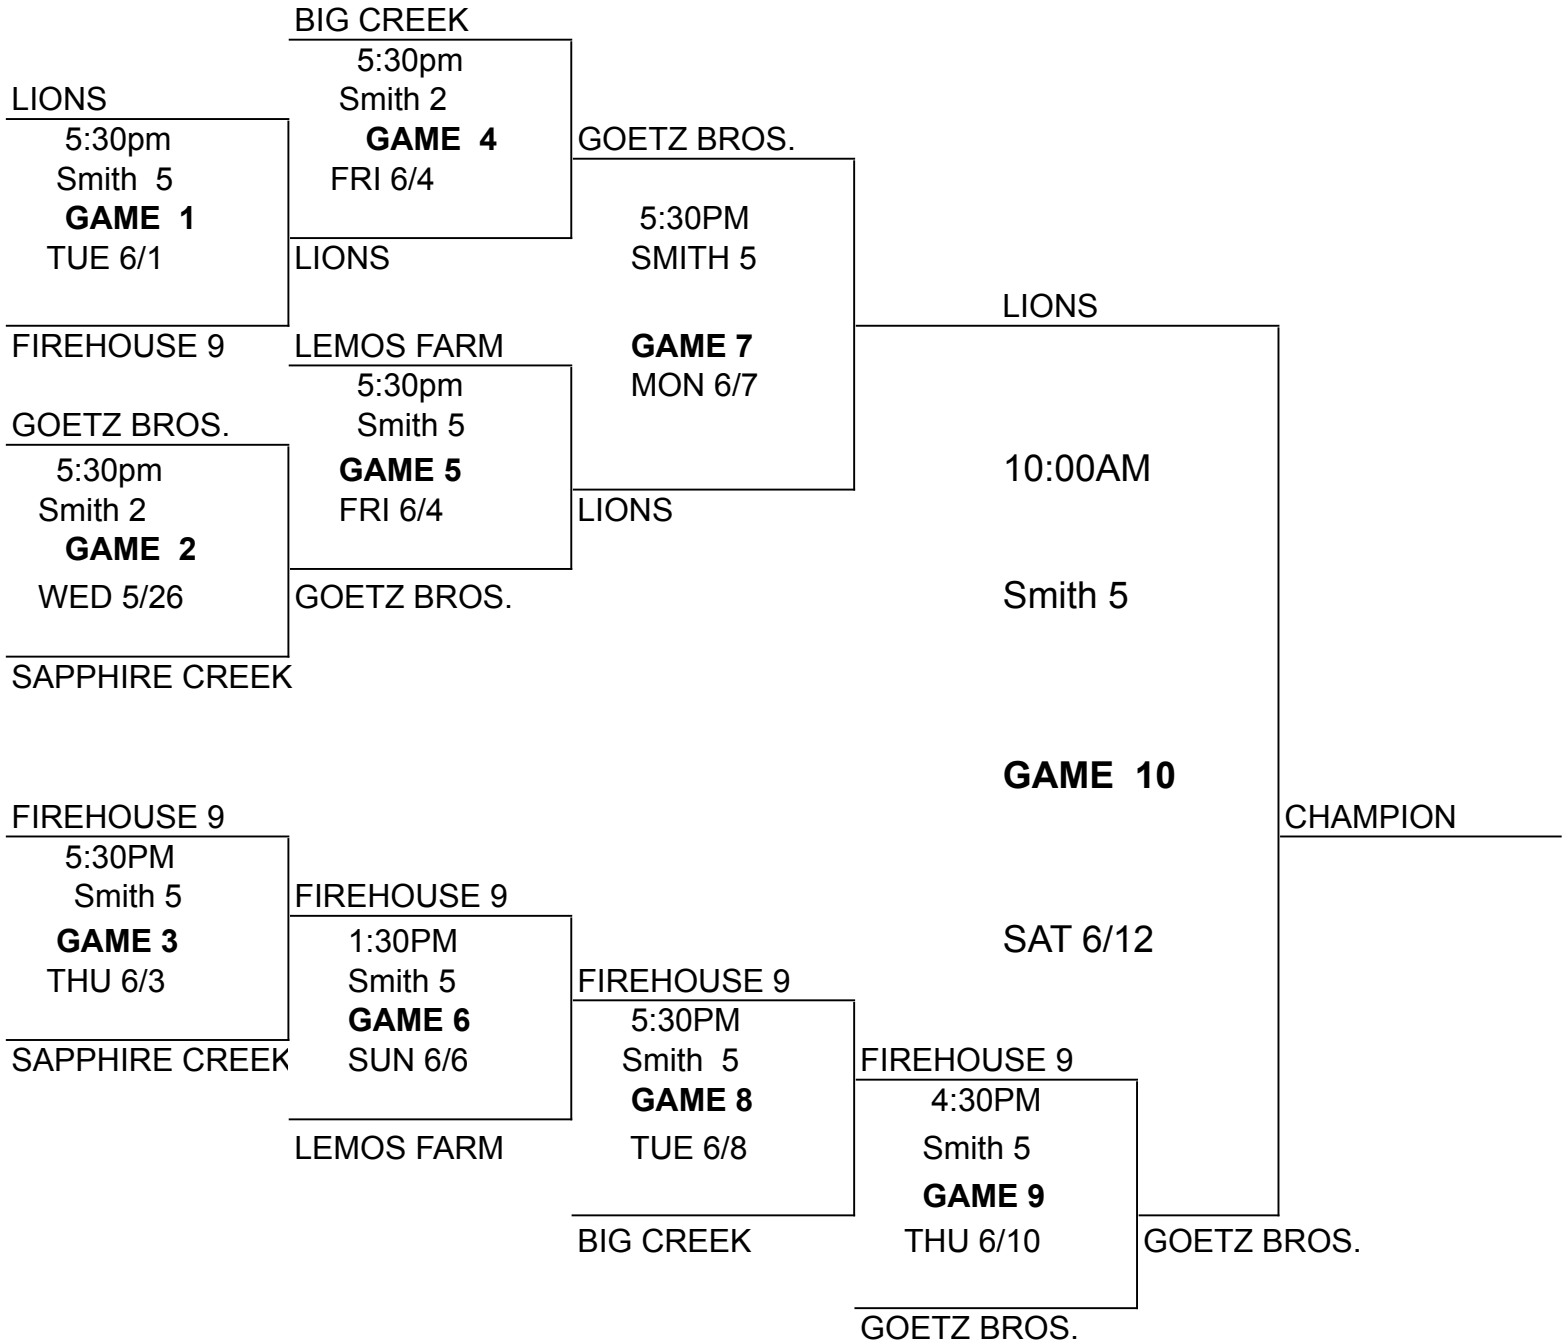 BIG CREEK
5:30pm
Smith 2
GAME 4
FRI 6/4
LIONS
LIONS
5:30pm
Smith 5
GAME 1
TUE 6/1
FIREHOUSE 9
GOETZ BROS.
5:30PM
SMITH 5
GAME 7
MON 6/7
LIONS
LEMOS FARM
5:30pm
Smith 5
GAME 5
FRI 6/4
GOETZ BROS.
GOETZ BROS.
5:30pm
Smith 2
GAME 2
WED 5/26
SAPPHIRE CREEK
LIONS
10:00AM
Smith 5
GAME 10
SAT 6/12
CHAMPION
FIREHOUSE 9
5:30PM
Smith 5
GAME 3
THU 6/3
SAPPHIRE CREEK
FIREHOUSE 9
1:30PM
Smith 5
GAME 6
SUN 6/6
LEMOS FARM
FIREHOUSE 9
5:30PM
Smith 5
GAME 8
TUE 6/8
BIG CREEK
FIREHOUSE 9
4:30PM
Smith 5
GAME 9
THU 6/10
GOETZ BROS.
GOETZ BROS.